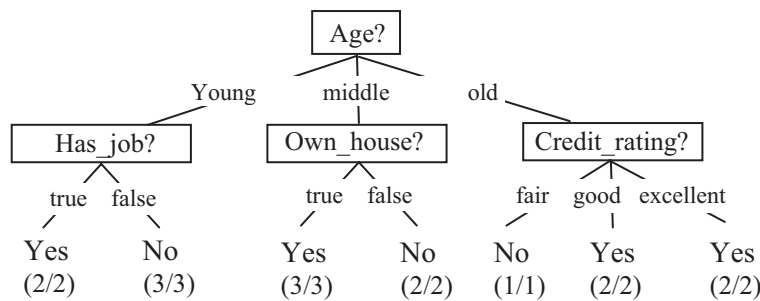 Age?
Young middle old
Has_job? Own_house? Credit_rating?
true false true false fair good excellent
Yes No Yes No No Yes Yes
(2/2) (3/3) (3/3) (2/2) (1/1) (2/2) (2/2)